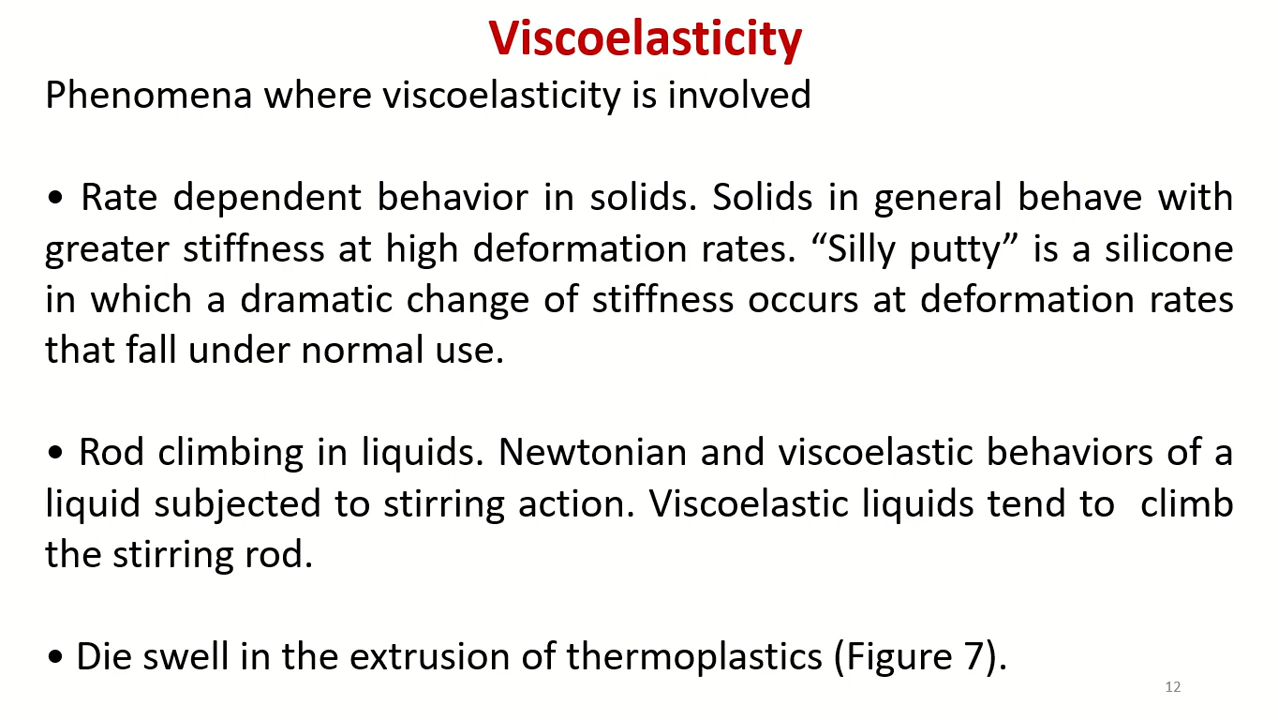 Viscoelasticity
Phenomena where viscoelasticity is involved
• Rate dependent behavior in solids. Solids in general behave with
greater stiffness at high deformation rates. “Silly putty” is a silicone
in which a dramatic change of stiffness occurs at deformation rates
that fall under normal use.
• Rod climbing in liquids. Newtonian and viscoelastic behaviors of a
liquid subjected to stirring action. Viscoelastic liquids tend to  climb
the stirring rod.
• Die swell in the extrusion of thermoplastics (Figure 7).
12